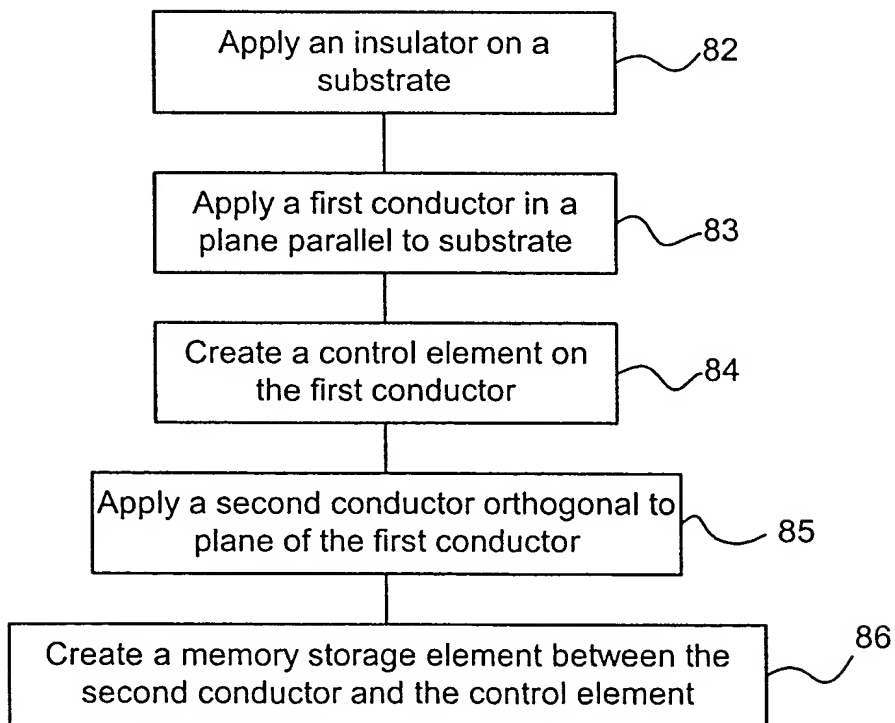 Apply an insulator on a
substrate
82
Apply a first conductor in a
plane parallel to substrate
83
Create a control element on
the first conductor
84
Apply a second conductor orthogonal to
plane of the first conductor
85
Create a memory storage element between the
second conductor and the control element
86